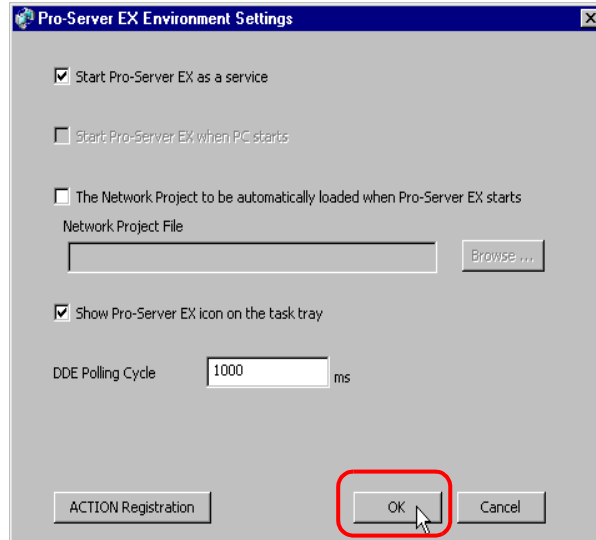 Pro-Server EX Environment Settings
Start Pro-Server EX as a service
Start Pro-Server EX when PC starts
The Network Project to be automatically loaded when Pro-Server EX starts
Network Project File
Browse ...
Show Pro-Server EX icon on the task tray
DDE Polling Cycle 1000 ms
ACTION Registration OK Cancel